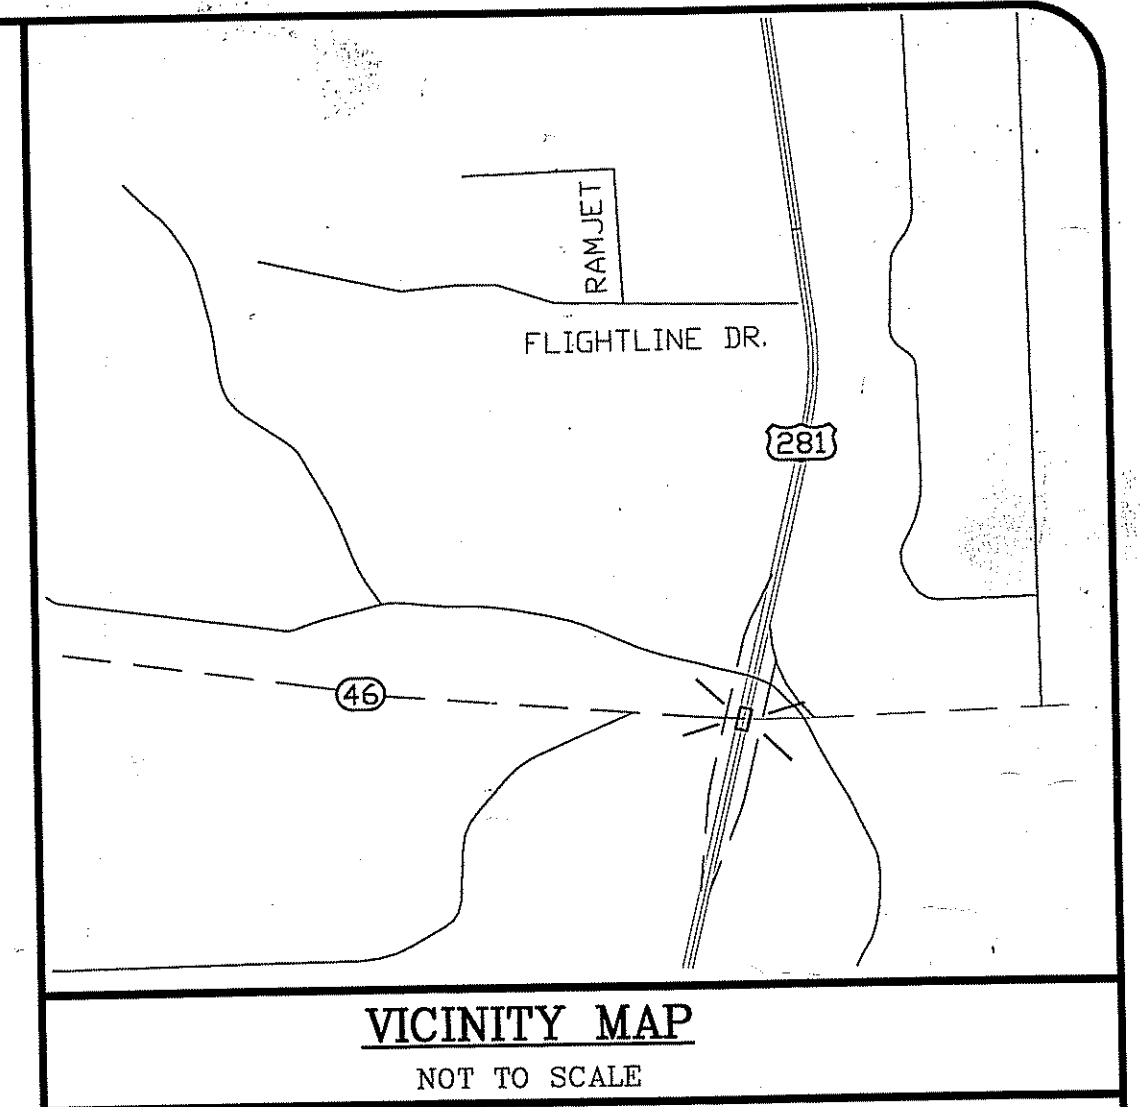 RAMJET
FLIGHTLINE DR.
281
46
VICINITY MAP
NOT TO SCALE